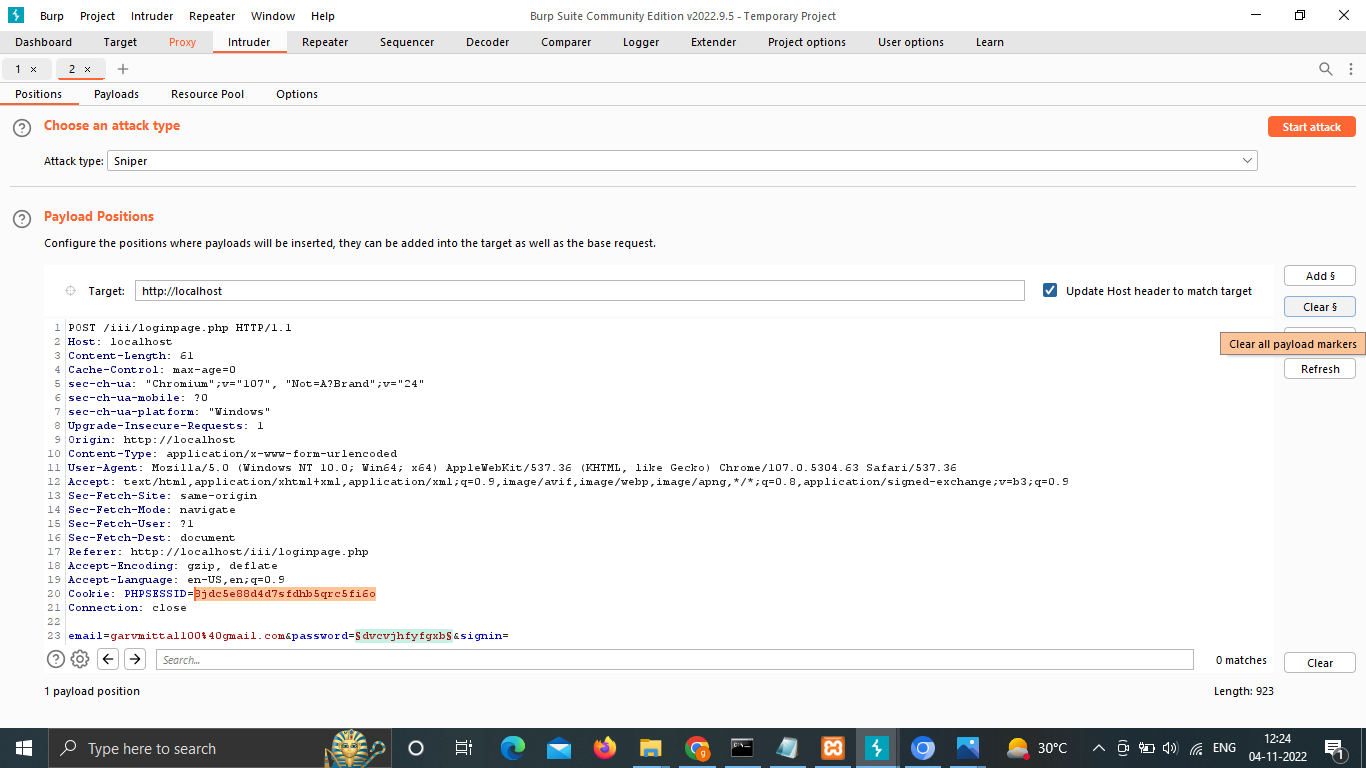 Burp Project Intruder Repeater Window Help Burp Suite Community Edition v2022.9.5 - Temporary Project
Dashboard Target Proxy Intruder Repeater Sequencer Decoder Comparer Logger Extender Project options User options Learn
1 × 2 ×
Positions Payloads Resource Pool Options
Choose an attack type
Start attack
Attack type: Sniper
Payload Positions
Configure the positions where payloads will be inserted, they can be added into the target as well as the base request.
Add §
Target: http://localhost Update Host header to match target
Clear §
Clear all payload markers
Refresh
1 POST /iii/loginpage.php HTTP/1.1
2 Host: localhost
3 Content-Length: 61
4 Cache-Control: max-age=0
5 sec-ch-ua: "Chromium";v="107", "Not=A?Brand";v="24"
6 sec-ch-ua-mobile: ?0
7 sec-ch-ua-platform: "Windows"
8 Upgrade-Insecure-Requests: 1
9 Origin: http://localhost
10 Content-Type: application/x-www-form-urlencoded
11 User-Agent: Mozilla/5.0 (Windows NT 10.0; Win64; x64) AppleWebKit/537.36 (KHTML, like Gecko) Chrome/107.0.5304.63 Safari/537.36
12 Accept: text/html,application/xhtml+xml,application/xml;q=0.9,image/avif,image/webp,image/apng,*/*;q=0.8,application/signed-exchange;v=b3;q=0.9
13 Sec-Fetch-Site: same-origin
14 Sec-Fetch-Mode: navigate
15 Sec-Fetch-User: ?1
16 Sec-Fetch-Dest: document
17 Referer: http://localhost/iii/loginpage.php
18 Accept-Encoding: gzip, deflate
19 Accept-Language: en-US,en;q=0.9
20 Cookie: PHPSESSID=8jdc5e88d4d7sfdhb5qrc5fi6o
21 Connection: close
22
23 email=garvmittal100%40gmail.com&password=§dvcvjhfyfgxb§&signin=
Search... 0 matches Clear
1 payload position Length: 923
Type here to search 30°C ENG 12:24
04-11-2022 1